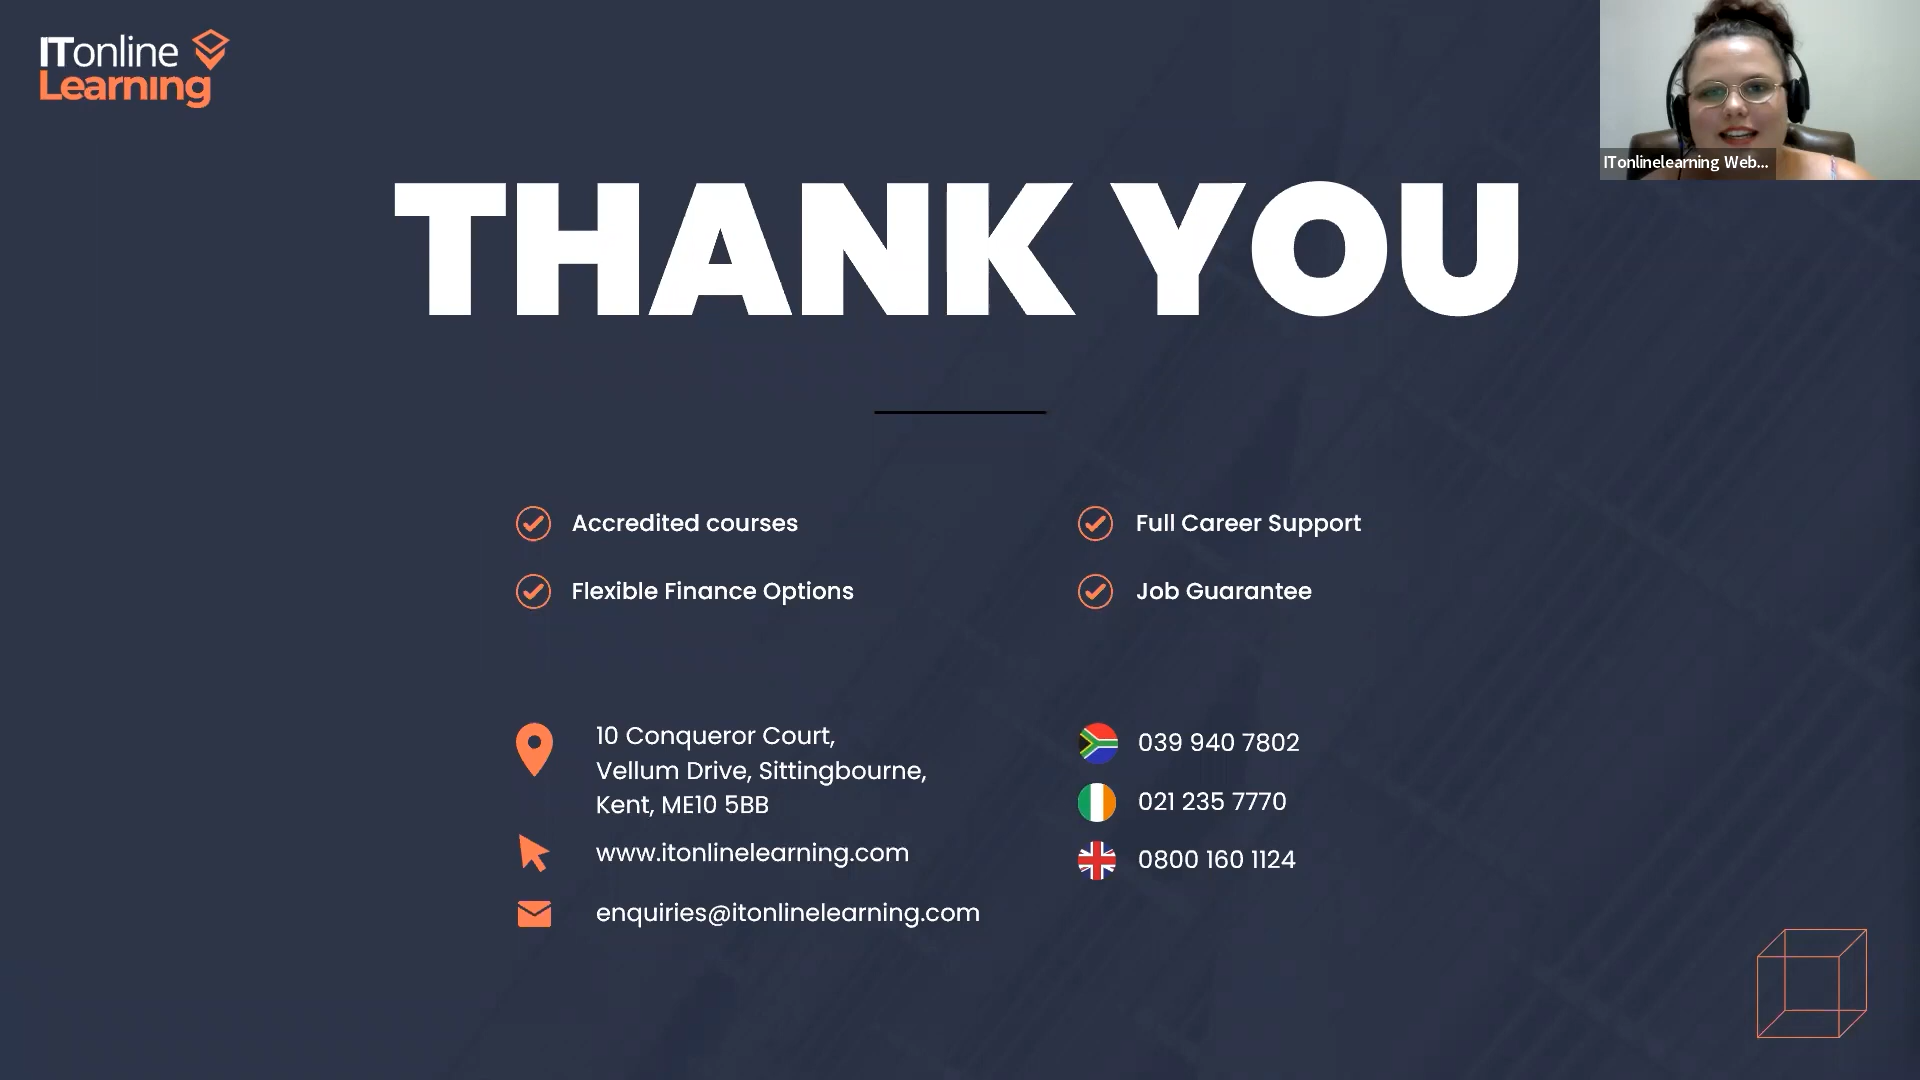 ITonline
Learning
ITonlinelearning Web...
THANK YOU
Accredited courses
Full Career Support
Flexible Finance Options
Job Guarantee
10 Conqueror Court,
Vellum Drive, Sittingbourne,
Kent, ME10 5BB
www.itonlinelearning.com
enquiries@itonlinelearning.com
039 940 7802
021 235 7770
0800 160 1124